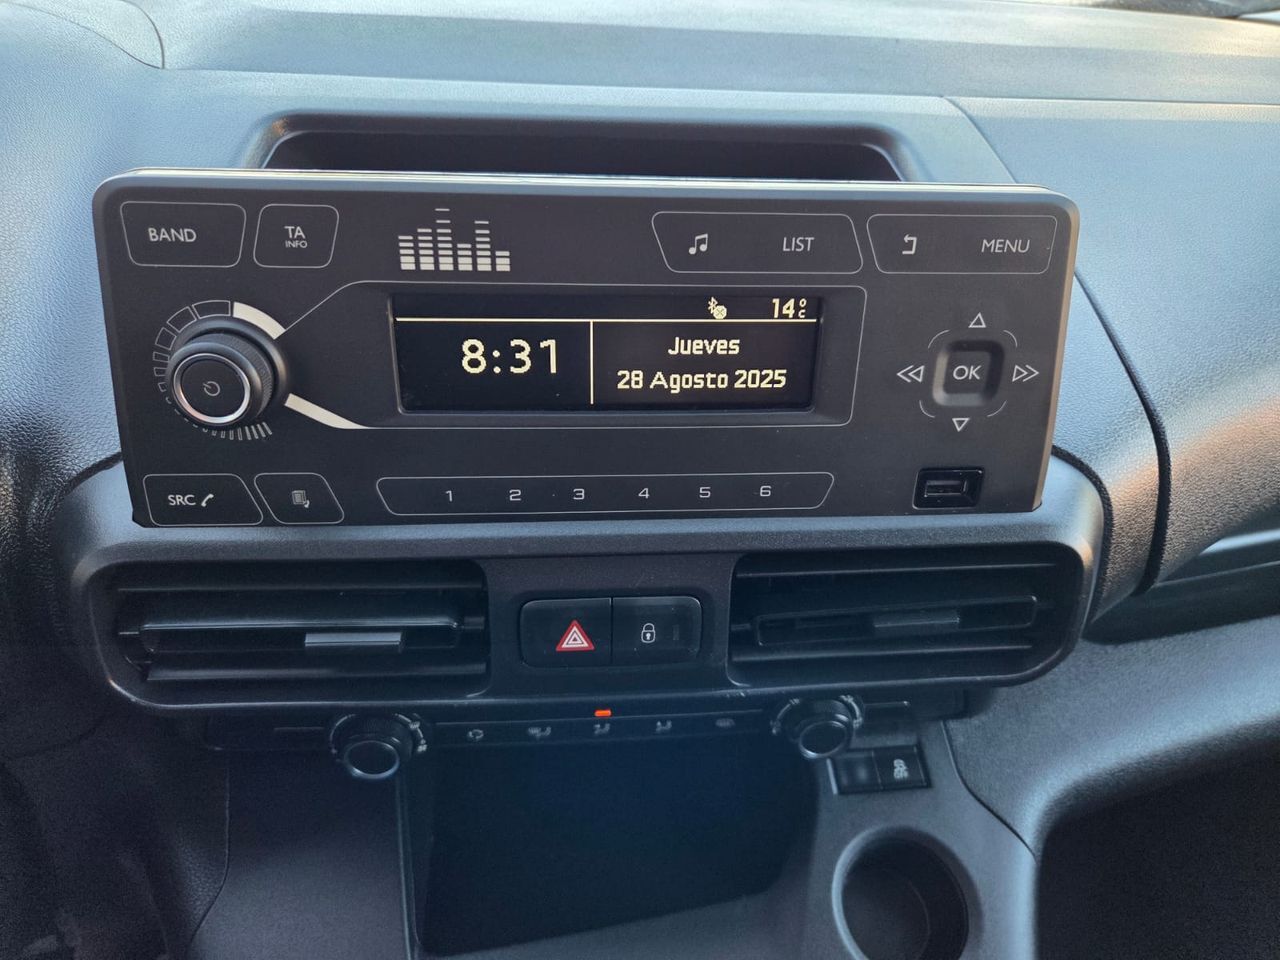 BAND
TA
INFO
LIST
MENU
14°C
8:31
Jueves
28 Agosto 2025
OK
SRC
1 2 3 4 5 6